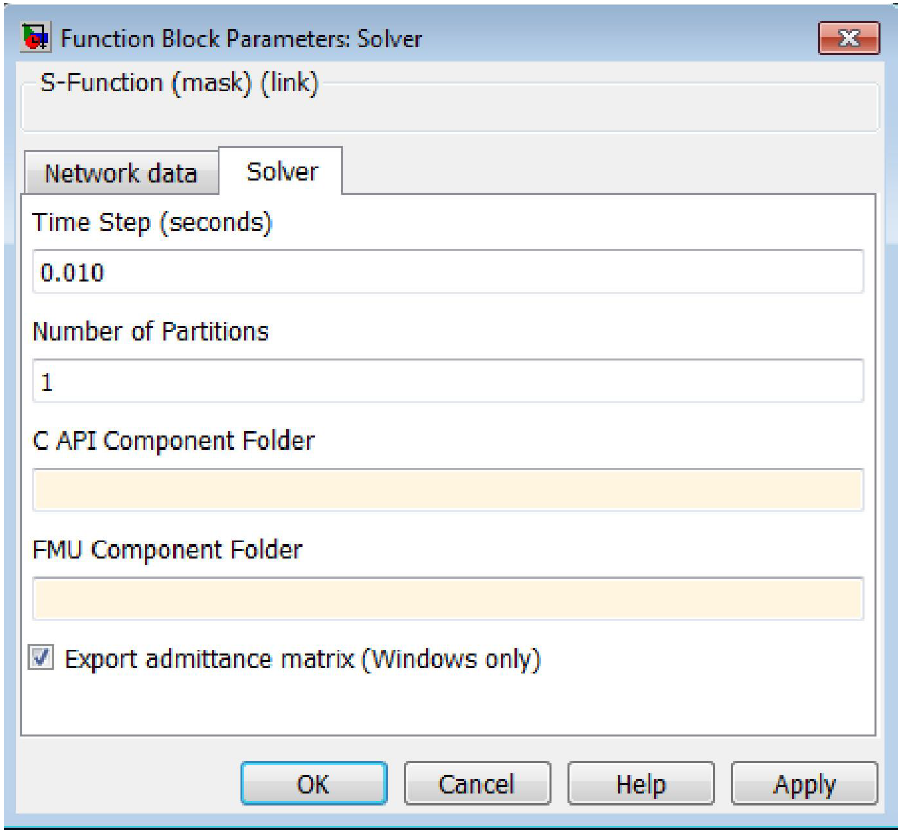 Function Block Parameters: Solver
S-Function (mask) (link)
Network data
Solver
Time Step (seconds)
0.010
Number of Partitions
1
C API Component Folder
FMU Component Folder
Export admittance matrix (Windows only)
OK
Cancel
Help
Apply